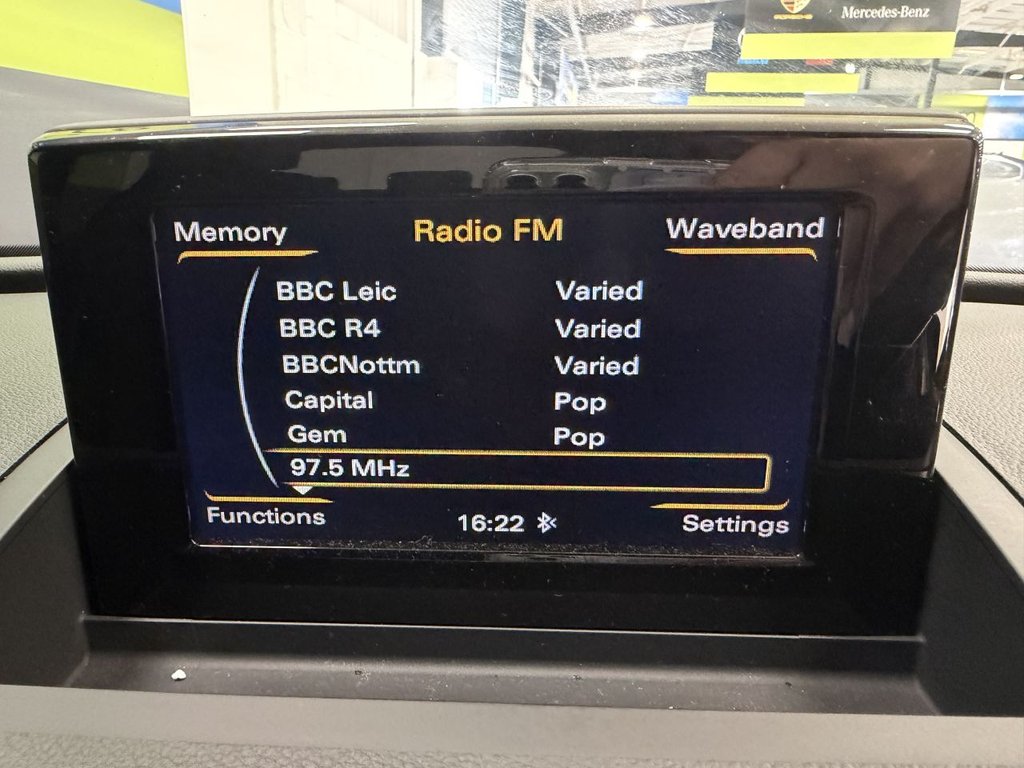 PORSCHE
Mercedes-Benz
Memory
Radio FM
Waveband
BBC Leic Varied
BBC R4 Varied
BBCNottm Varied
Capital Pop
Gem Pop
97.5 MHz
Functions
16:22
Settings